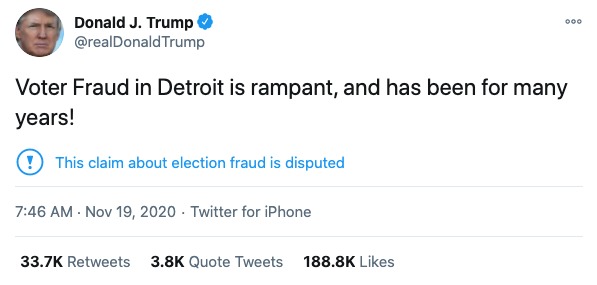 Donald J. Trump
@realDonaldTrump
Voter Fraud in Detroit is rampant, and has been for many
years!
This claim about election fraud is disputed
7:46 AM · Nov 19, 2020 · Twitter for iPhone
33.7K Retweets 3.8K Quote Tweets 188.8K Likes